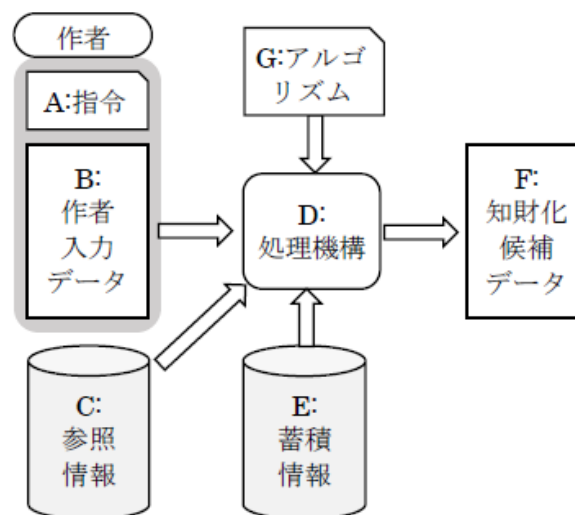 作者
A:指令
B:
作者
入力
データ
C:
参照
情報
G:アルゴ
リズム
D:
処理機構
E:
蓄積
情報
F:
知財化
候補
データ